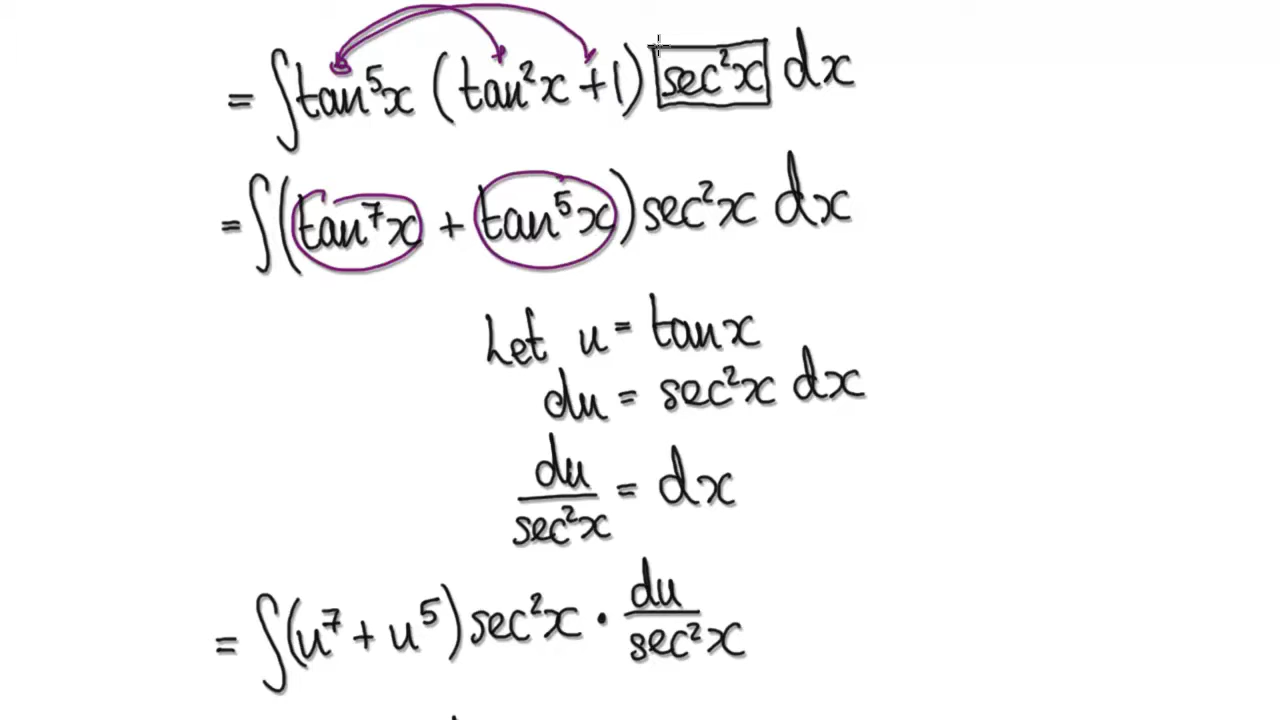 = ∫tan⁵x (tan²x + 1) sec²x dx
= ∫(tan⁷x + tan⁵x) sec²x dx
Let u = tanx
du = sec²x dx
du/sec²x = dx
= ∫(u⁷ + u⁵) sec²x · du/sec²x